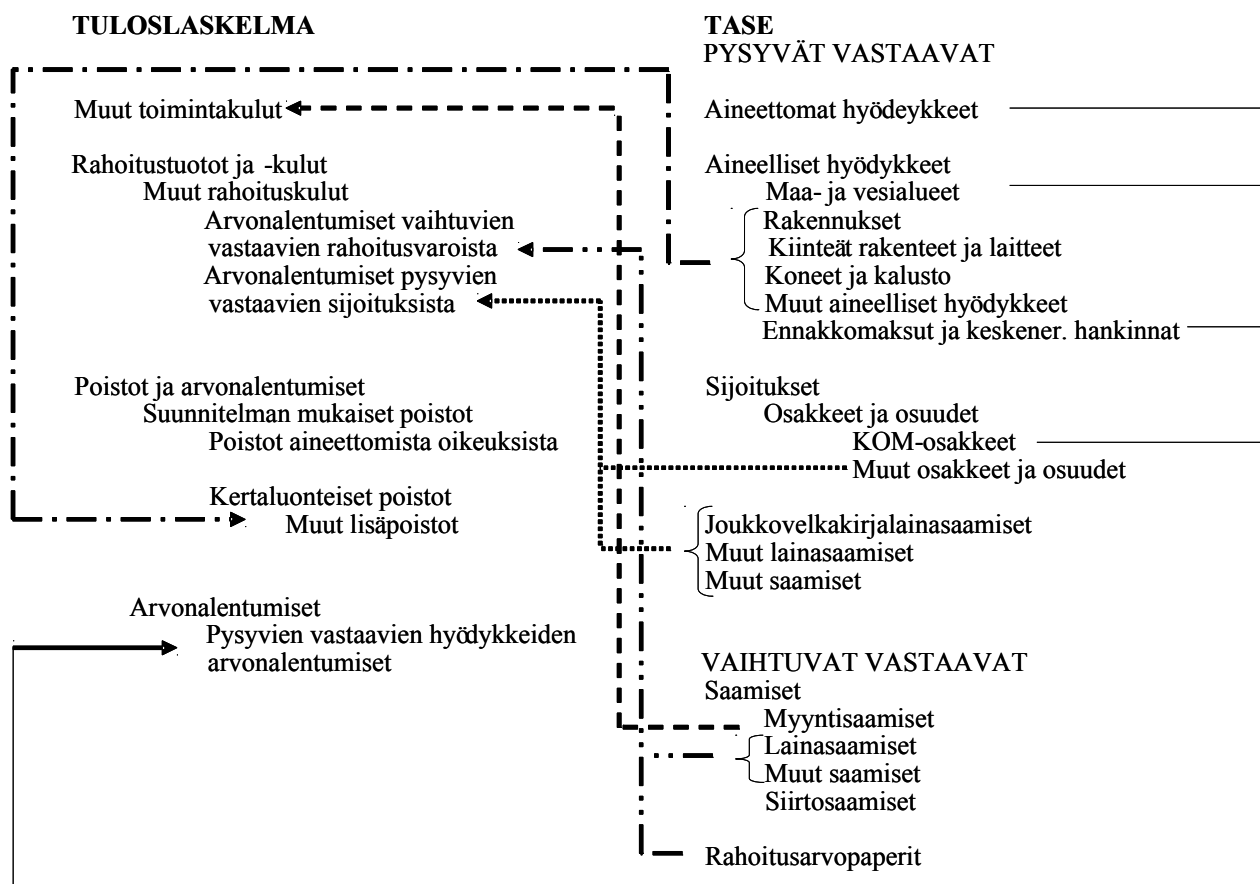 TULOSLASKELMA
Muut toimintakulut
Rahoitustuotot ja -kulut
Muut rahoituskulut
Arvonalentumiset vaihtuvien
vastaavien rahoitusvaroista
Arvonalentumiset pysyvien
vastaavien sijoituksista
Poistot ja arvonalentumiset
Suunnitelman mukaiset poistot
Poistot aineettomista oikeuksista
Kertaluonteiset poistot
Muut lisäpoistot
Arvonalentumiset
Pysyvien vastaavien hyödykkeiden
arvonalentumiset
TASE
PYSYVÄT VASTAAVAT
Aineettomat hyödeykkeet
Aineelliset hyödykkeet
Maa- ja vesialueet
Rakennukset
Kiinteät rakenteet ja laitteet
Koneet ja kalusto
Muut aineelliset hyödykkeet
Ennakkomaksut ja keskener. hankinnat
Sijoitukset
Osakkeet ja osuudet
KOM-osakkeet
Muut osakkeet ja osuudet
Joukkovelkakirjalainasaamiset
Muut lainasaamiset
Muut saamiset
VAIHTUVAT VASTAAVAT
Saamiset
Myyntisaamiset
Lainasaamiset
Muut saamiset
Siirtosaamiset
Rahoitusarvopaperit